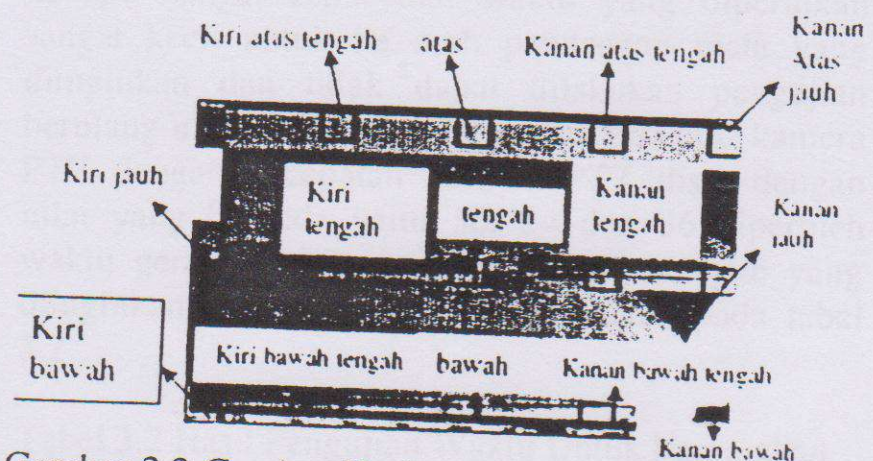 Kiri atas tengah atas Kanan atas tengah Kanan
Atas
jauh
Kiri jauh
Kiri
tengah
tengah
Kanan
tengah
Kanan
jauh
Kiri
bawah
Kiri bawah tengah bawah Kanan bawah tengah
Kanan bawah